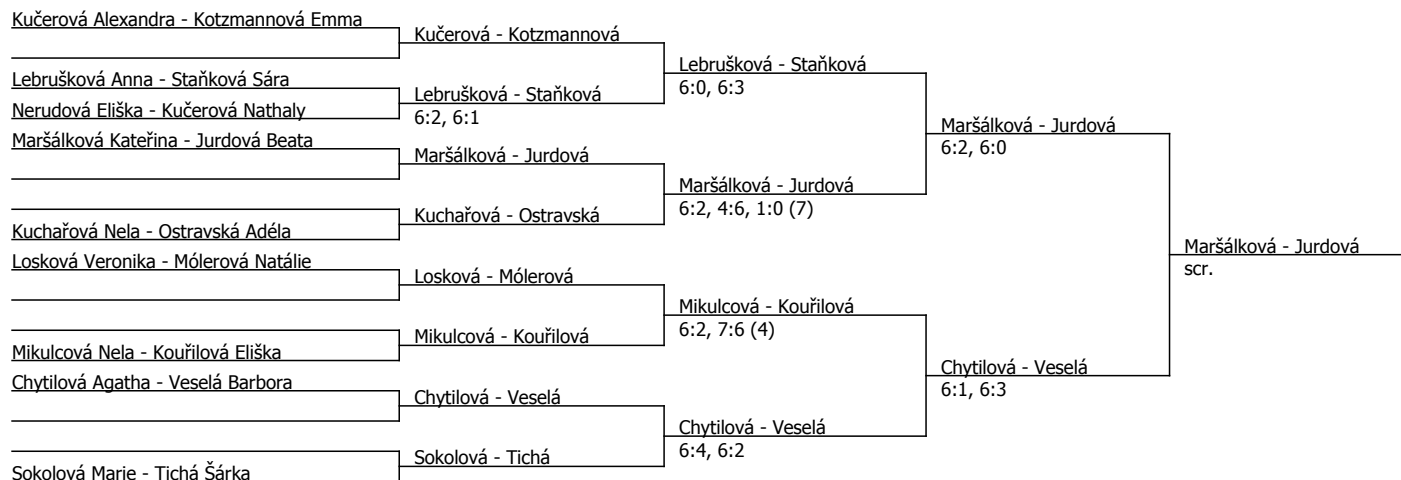 Kučerová Alexandra - Kotzmannová Emma
Lebrušková Anna - Staňková Sára
Nerudová Eliška - Kučerová Nathaly
Maršálková Kateřina - Jurdová Beata
Kuchařová Nela - Ostravská Adéla
Losková Veronika - Mólerová Natálie
Mikulcová Nela - Kouřilová Eliška
Chytilová Agatha - Veselá Barbora
Sokolová Marie - Tichá Šárka
Kučerová - Kotzmannová
Lebrušková - Staňková
6:2, 6:1
Maršálková - Jurdová
Kuchařová - Ostravská
Losková - Mólerová
Mikulcová - Kouřilová
Chytilová - Veselá
Sokolová - Tichá
Lebrušková - Staňková
6:0, 6:3
Maršálková - Jurdová
6:2, 4:6, 1:0 (7)
Mikulcová - Kouřilová
6:2, 7:6 (4)
Chytilová - Veselá
6:4, 6:2
Maršálková - Jurdová
6:2, 6:0
Chytilová - Veselá
6:1, 6:3
Maršálková - Jurdová
scr.